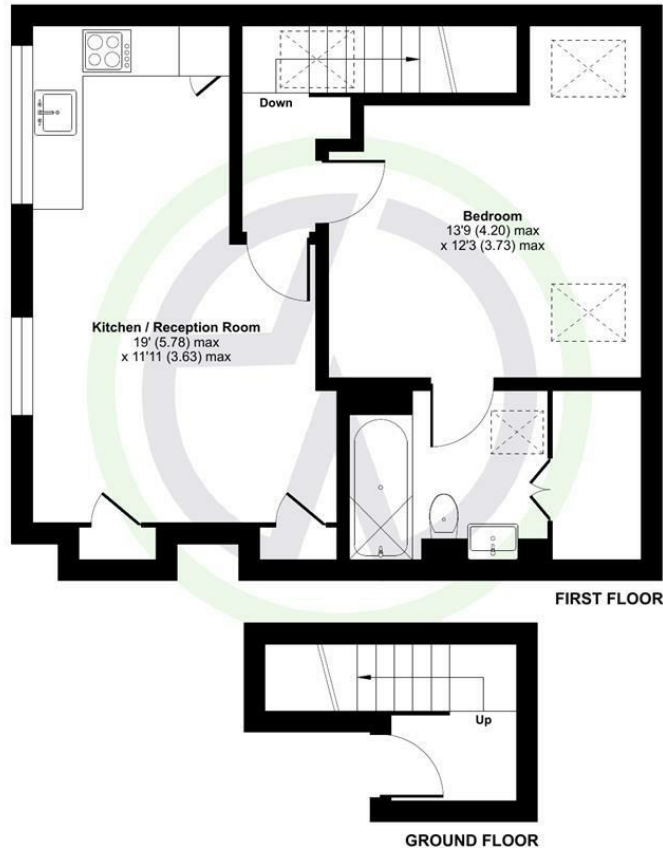 Down
Bedroom
13'9 (4.20) max
x 12'3 (3.73) max
Kitchen / Reception Room
19' (5.78) max
x 11'11 (3.63) max
FIRST FLOOR
Up
GROUND FLOOR